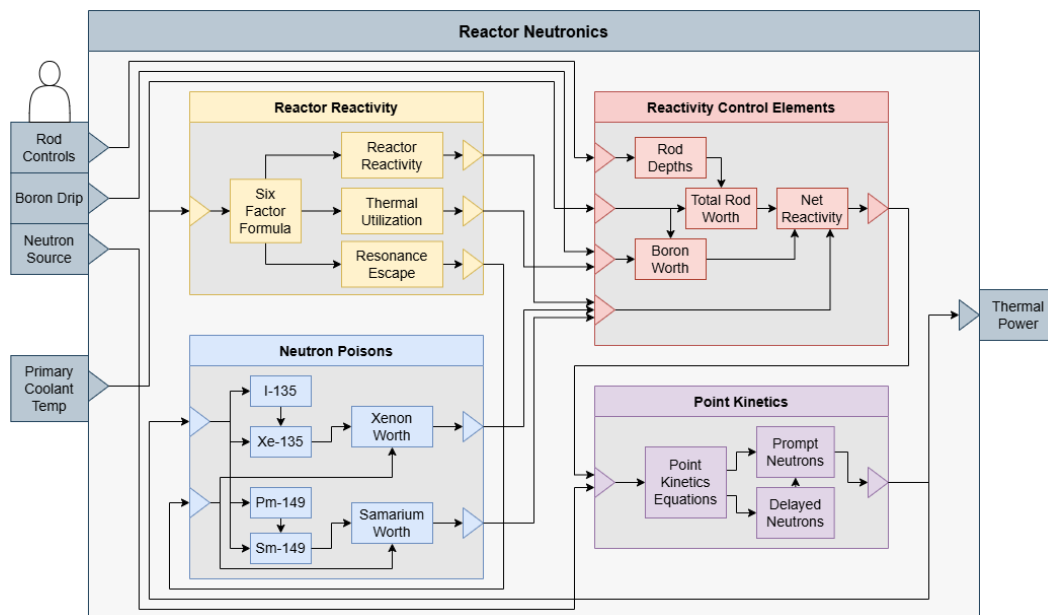 Reactor Neutronics
Rod
Controls
Boron Drip
Neutron
Source
Primary
Coolant
Temp
Reactor Reactivity
Six
Factor
Formula
Reactor
Reactivity
Thermal
Utilization
Resonance
Escape
Neutron Poisons
I-135
Xe-135
Xenon
Worth
Pm-149
Sm-149
Samarium
Worth
Reactivity Control Elements
Rod
Depths
Total Rod
Worth
Net
Reactivity
Boron
Worth
Point Kinetics
Point
Kinetics
Equations
Prompt
Neutrons
Delayed
Neutrons
Thermal
Power